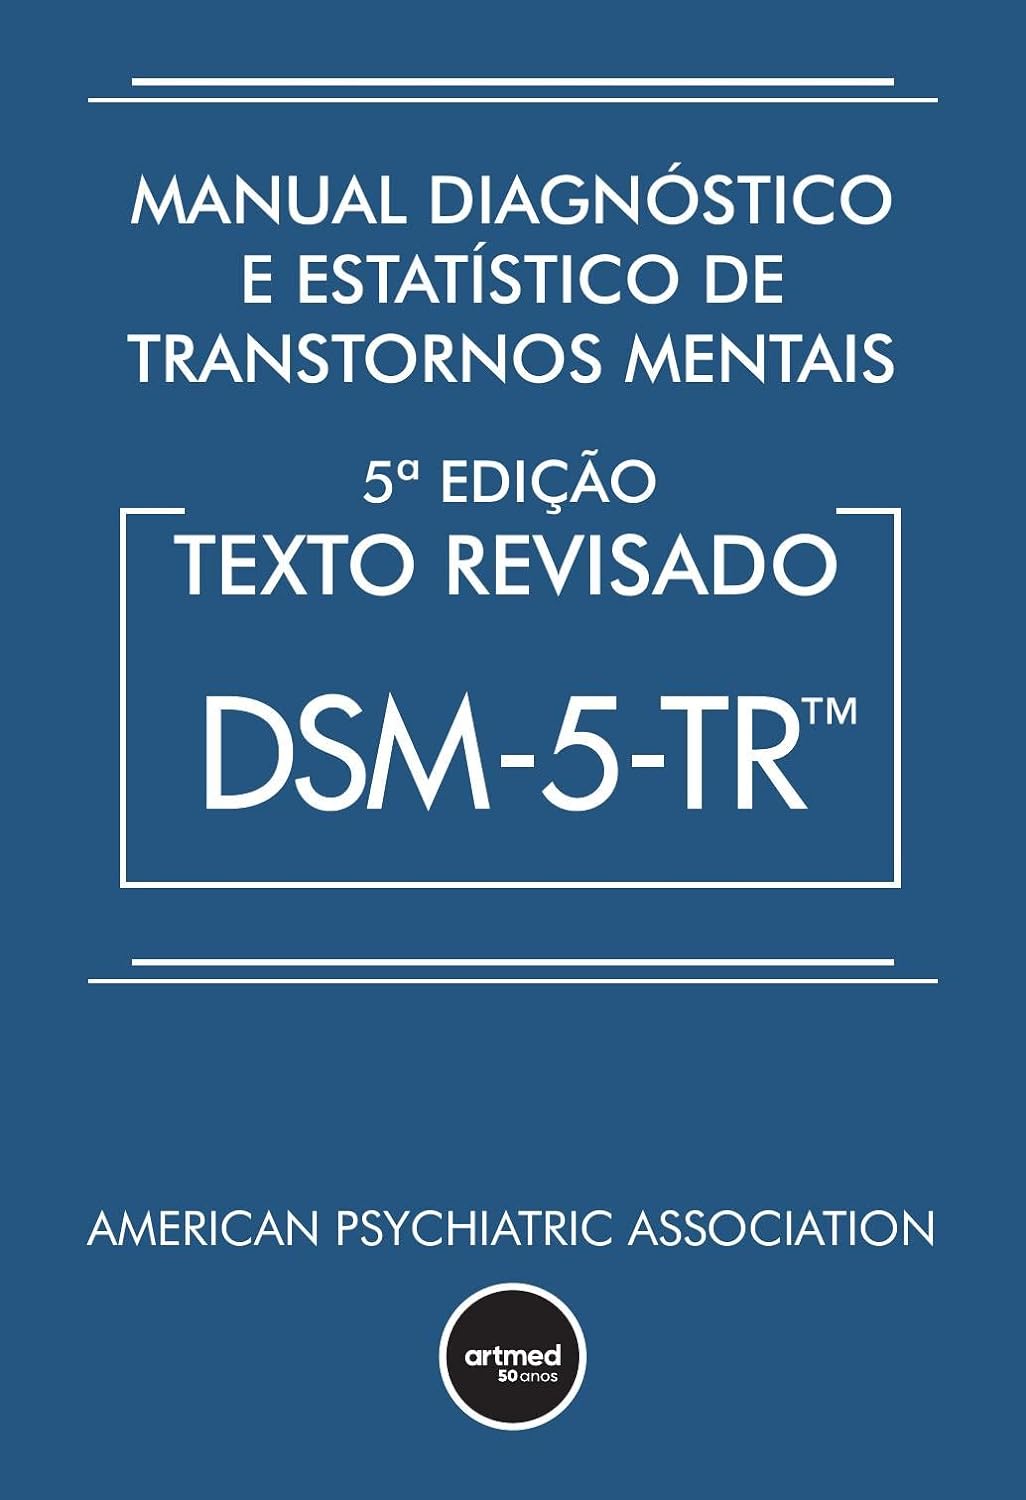 MANUAL DIAGNÓSTICO
E ESTATÍSTICO DE
TRANSTORNOS MENTAIS
5ª EDIÇÃO
TEXTO REVISADO
DSM-5-TR™
AMERICAN PSYCHIATRIC ASSOCIATION
artmed
50 anos